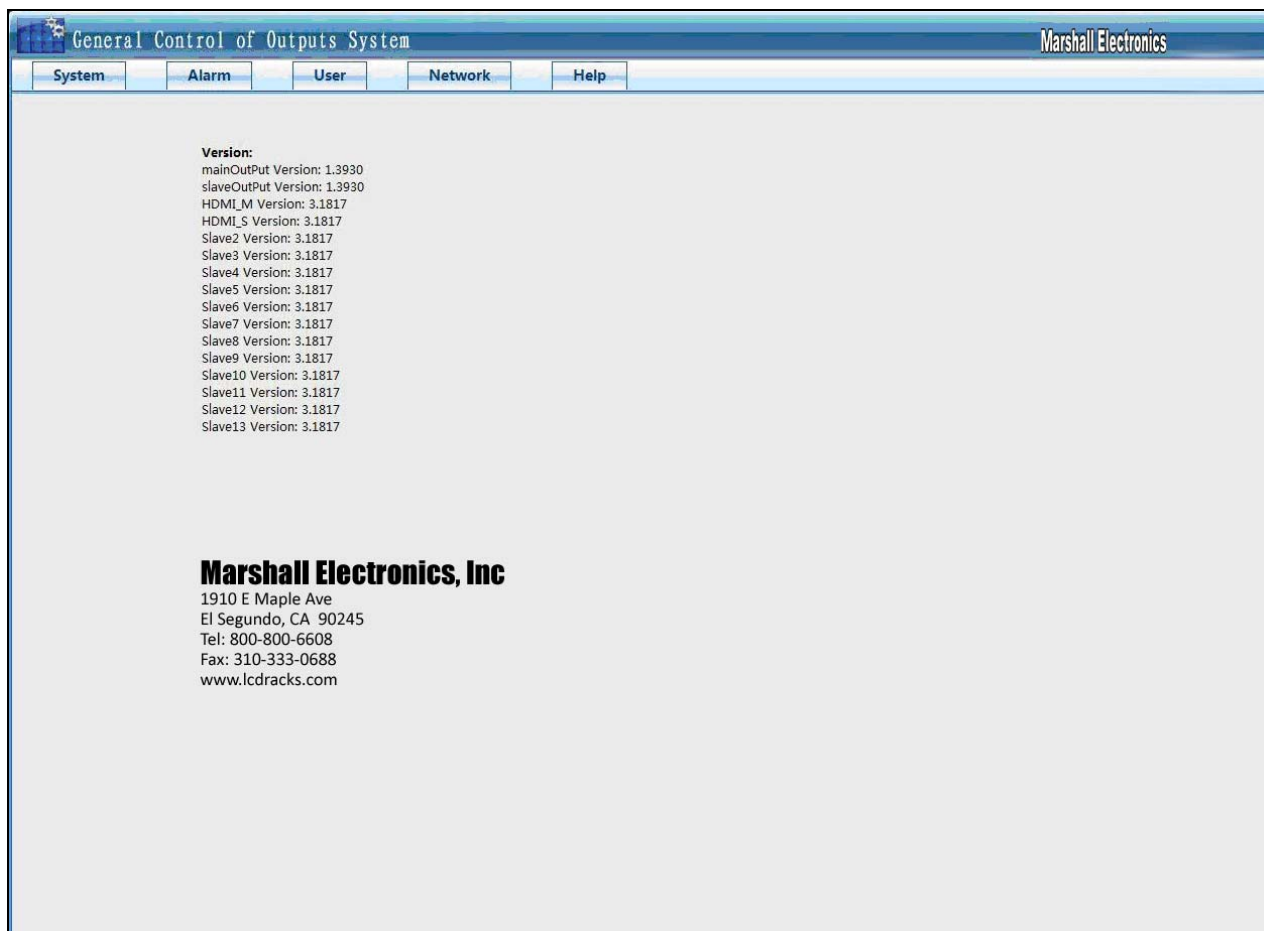 General Control of Outputs System
Marshall Electronics
System Alarm User Network Help
Version:
mainOutPut Version: 1.3930
slaveOutPut Version: 1.3930
HDMI_M Version: 3.1817
HDMI_S Version: 3.1817
Slave2 Version: 3.1817
Slave3 Version: 3.1817
Slave4 Version: 3.1817
Slave5 Version: 3.1817
Slave6 Version: 3.1817
Slave7 Version: 3.1817
Slave8 Version: 3.1817
Slave9 Version: 3.1817
Slave10 Version: 3.1817
Slave11 Version: 3.1817
Slave12 Version: 3.1817
Slave13 Version: 3.1817
Marshall Electronics, Inc
1910 E Maple Ave
El Segundo, CA 90245
Tel: 800-800-6608
Fax: 310-333-0688
www.lcdracks.com